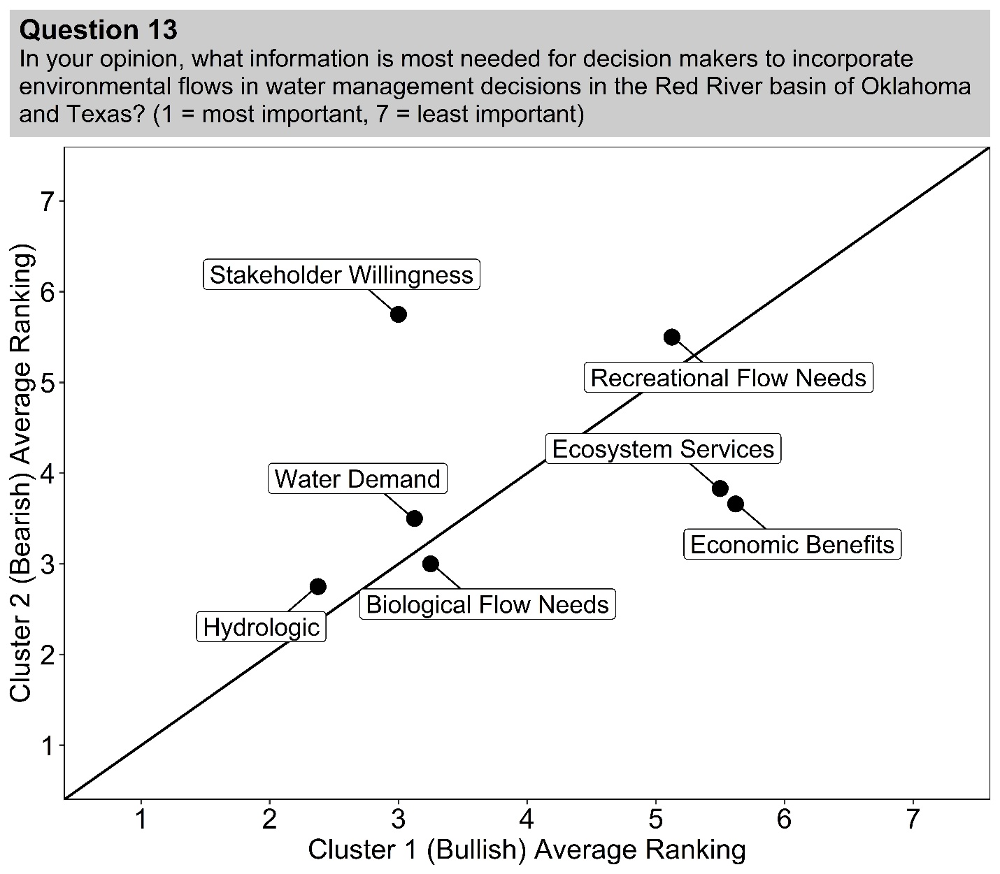 Question 13
In your opinion, what information is most needed for decision makers to incorporate
environmental flows in water management decisions in the Red River basin of Oklahoma
and Texas? (1 = most important, 7 = least important)
Cluster 2 (Bearish) Average Ranking)
7
6
5
4
3
2
1
Stakeholder Willingness
Recreational Flow Needs
Ecosystem Services
Water Demand
Economic Benefits
Biological Flow Needs
Hydrologic
1 2 3 4 5 6 7
Cluster 1 (Bullish) Average Ranking